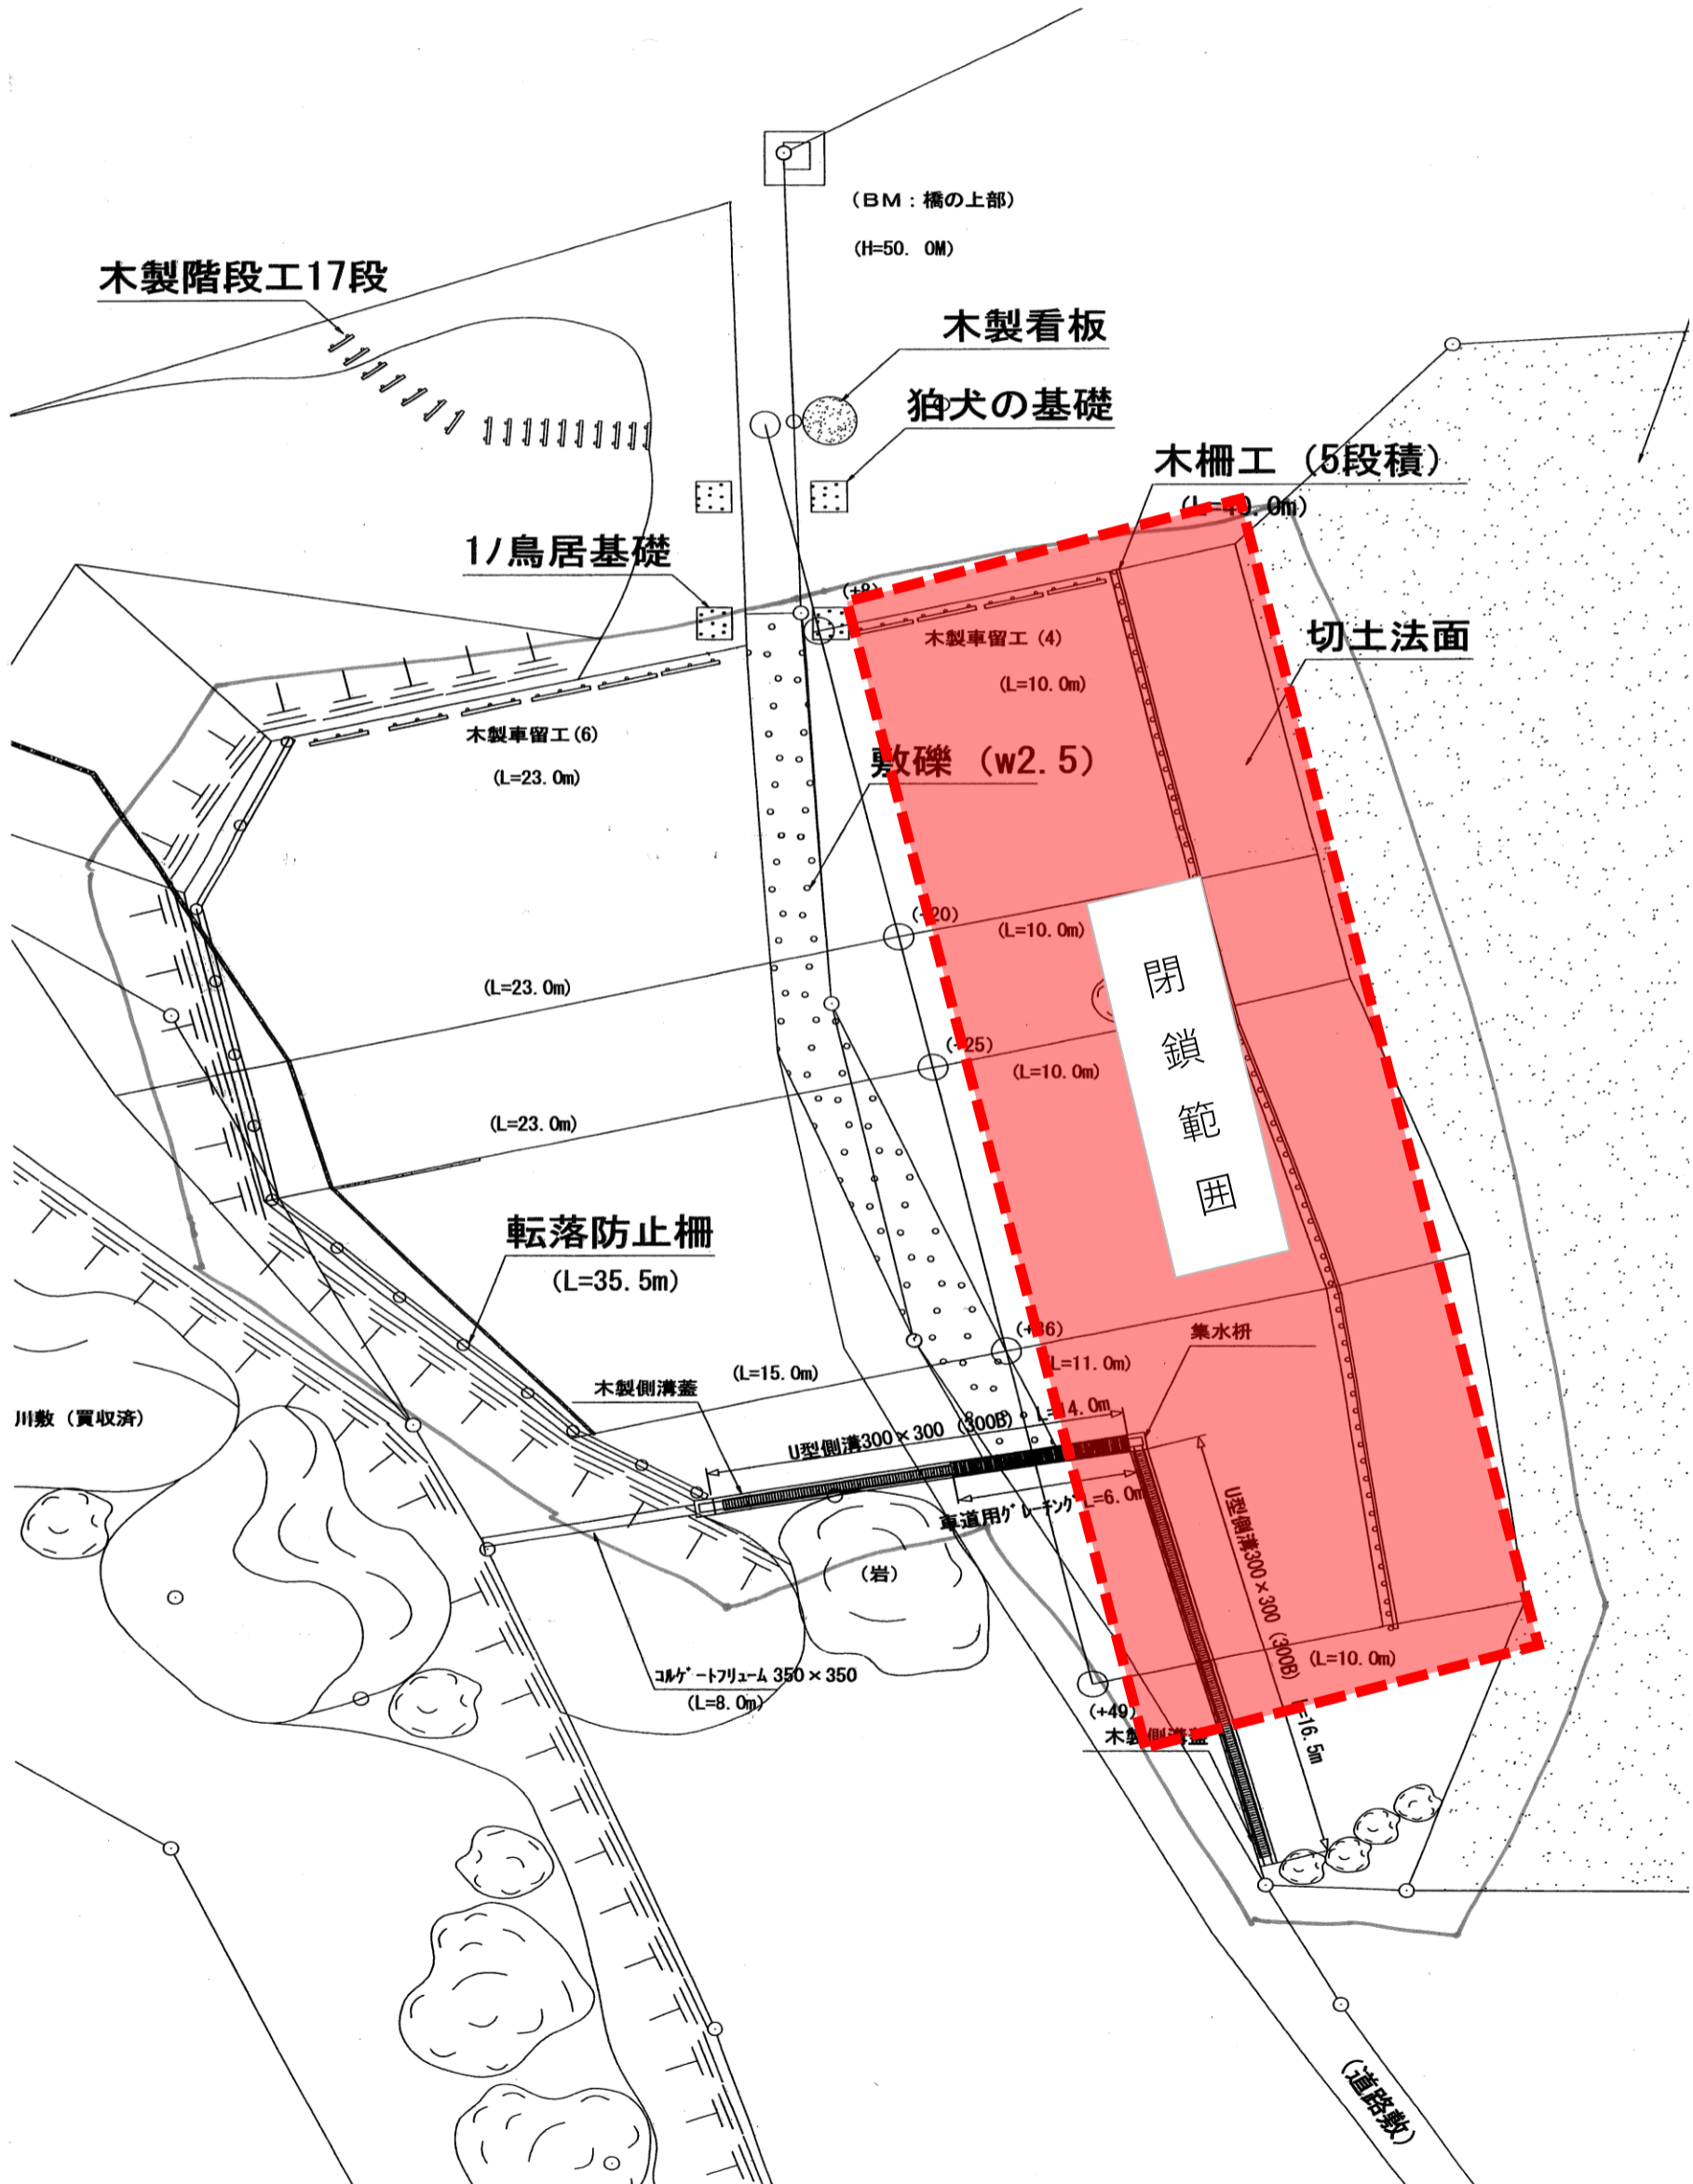 (BM:橋の上部)
(H=50. 0M)
木製階段工17段
木製看板
狛犬の基礎
木柵工 (5段積)
1ノ鳥居基礎
(+8)
木製車留工 (4)
(L=10. 0m)
切土法面
木製車留工 (6)
(L=23. 0m)
敷礫 (w2. 5)
(L=10. 0m)
(L=23. 0m)
閉鎖範囲
(L=10. 0m)
(L=23. 0m)
転落防止柵
(L=35. 5m)
集水枡
(L=15. 0m)
L=11. 0m)
木製側溝蓋
川敷 (買収済)
U型側溝300×300 (300B)
車道用グレーチング L=6. 0m
U型側溝300×300 (300B)
(岩)
コルゲートフリューム 350×350
(L=8. 0m)
(L=10. 0m)
(+49)
木製側溝蓋
(道路敷)